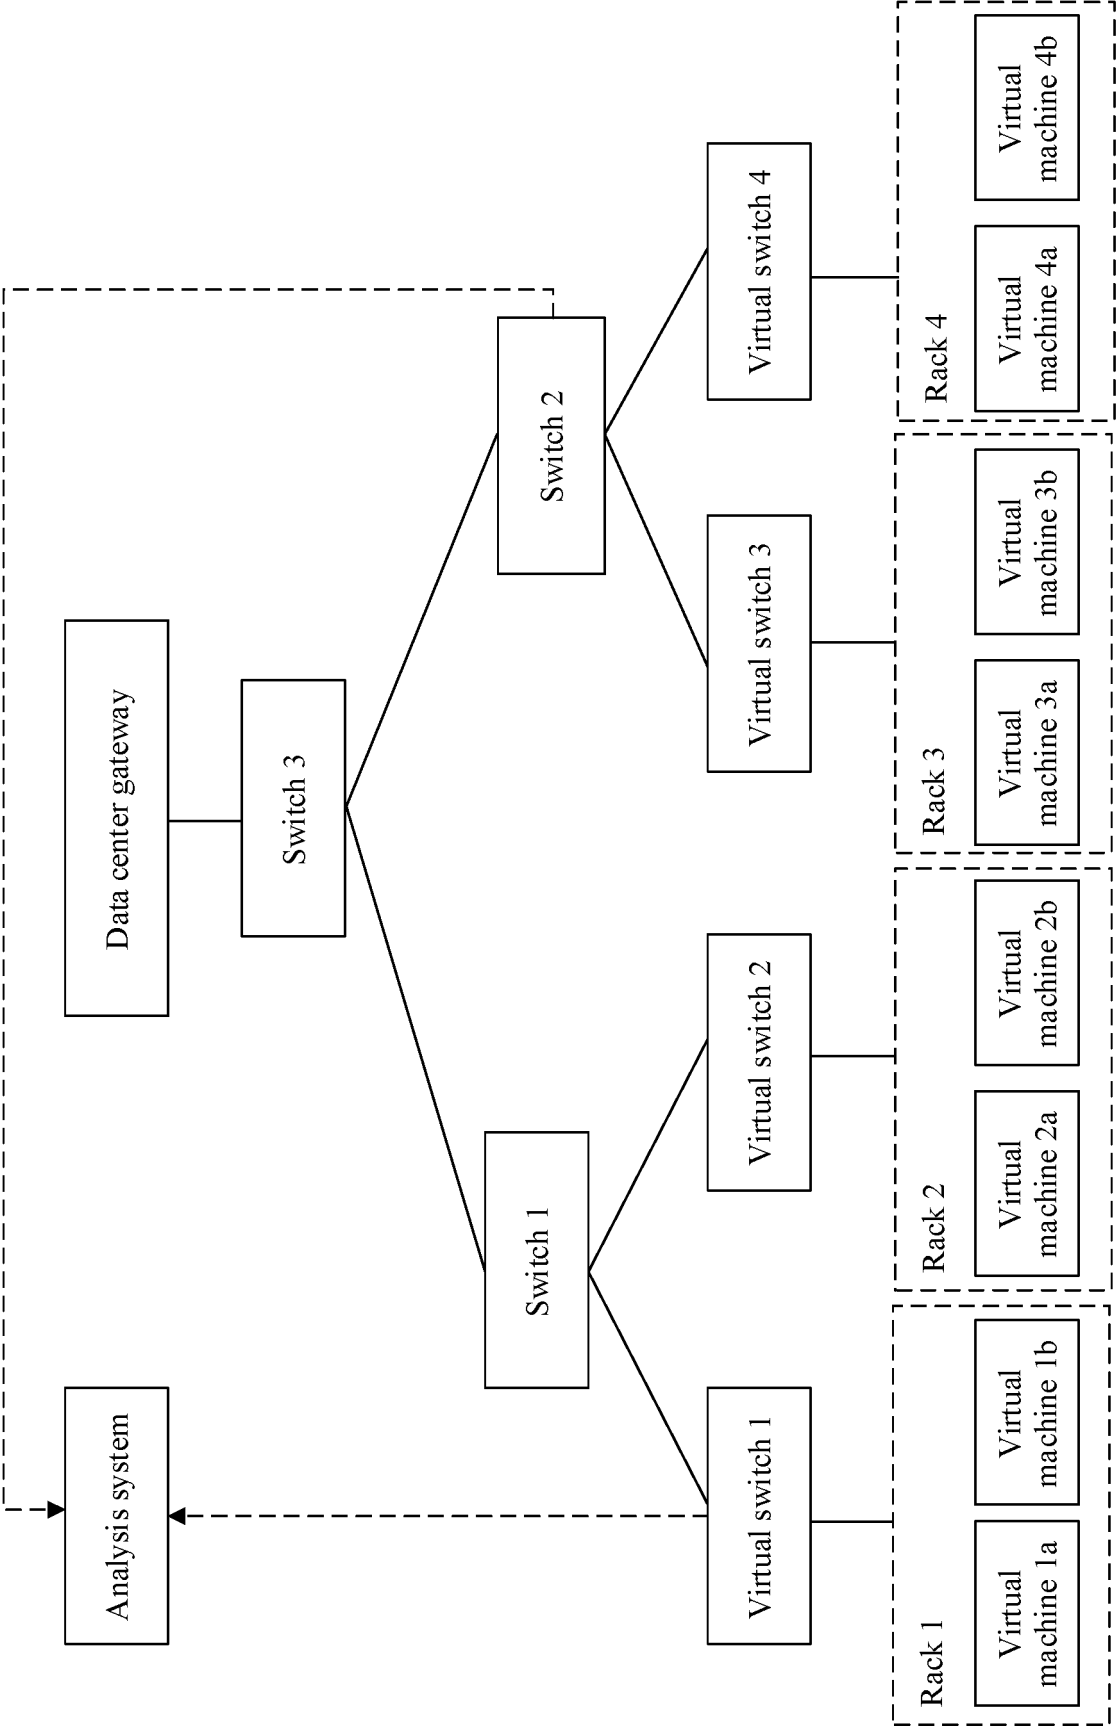 Analysis system
Data center gateway
Switch 3
Switch 1
Switch 2
Virtual switch 1
Virtual switch 2
Virtual switch 3
Virtual switch 4
Rack 1
Virtual
machine 1a
Virtual
machine 1b
Rack 2
Virtual
machine 2a
Virtual
machine 2b
Rack 3
Virtual
machine 3a
Virtual
machine 3b
Rack 4
Virtual
machine 4a
Virtual
machine 4b